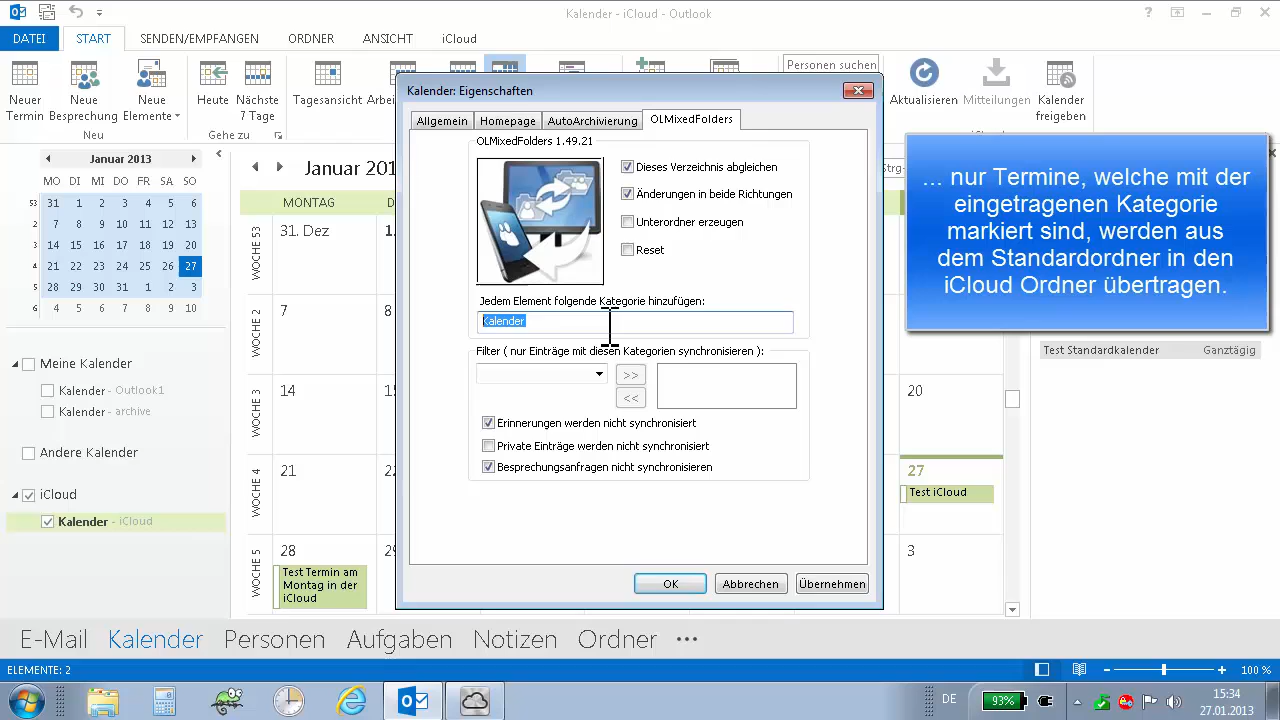 Kalender - iCloud - Outlook
DATEI
START
SENDEN/EMPFANGEN
ORDNER
ANSICHT
iCloud
Neuer Termin
Neue Besprechung
Neue Elemente
Neu
Heute
Nächste 7 Tage
Gehe
Tagesansicht
Personen suchen
Aktualisieren
Mitteilungen
Kalender freigeben
Kalender: Eigenschaften
Allgemein
Homepage
AutoArchivierung
OLMixedFolders
OLMixedFolders 1.49.21
Dieses Verzeichnis abgleichen
Änderungen in beide Richtungen
Unterordner erzeugen
Reset
Jedem Element folgende Kategorie hinzufügen:
Kalender
Filter ( nur Einträge mit diesen Kategorien synchronisieren ):
>>
<<
Erinnerungen werden nicht synchronisiert
Private Einträge werden nicht synchronisiert
Besprechungsanfragen nicht synchronisieren
OK
Abbrechen
Übernehmen
... nur Termine, welche mit der
eingetragenen Kategorie
markiert sind, werden aus
dem Standardordner in den
iCloud Ordner übertragen.
Test Standardkalender
Ganztägig
Januar 2013
MO DI MI DO FR SA
53 31 1 2 3 4 5 6
2 7 8 9 10 11 12 13
3 14 15 16 17 18 19 20
4 21 22 23 24 25 26 27
5 28 29 30 31 1 2 3
6 4 5 6 7 8 9 10
Meine Kalender
Kalender - Outlook1
Kalender - archive
Andere Kalender
iCloud
Kalender - iCloud
MONTAG
WOCHE 53
31. Dez
WOCHE 2
7
WOCHE 3
14
20
WOCHE 4
21
27
Test iCloud
WOCHE 5
28
3
Test Termin am
Montag in der
iCloud
E-Mail Kalender Personen Aufgaben Notizen Ordner •••
ELEMENTE: 2
100 %
DE
93%
15:34
27.01.2013